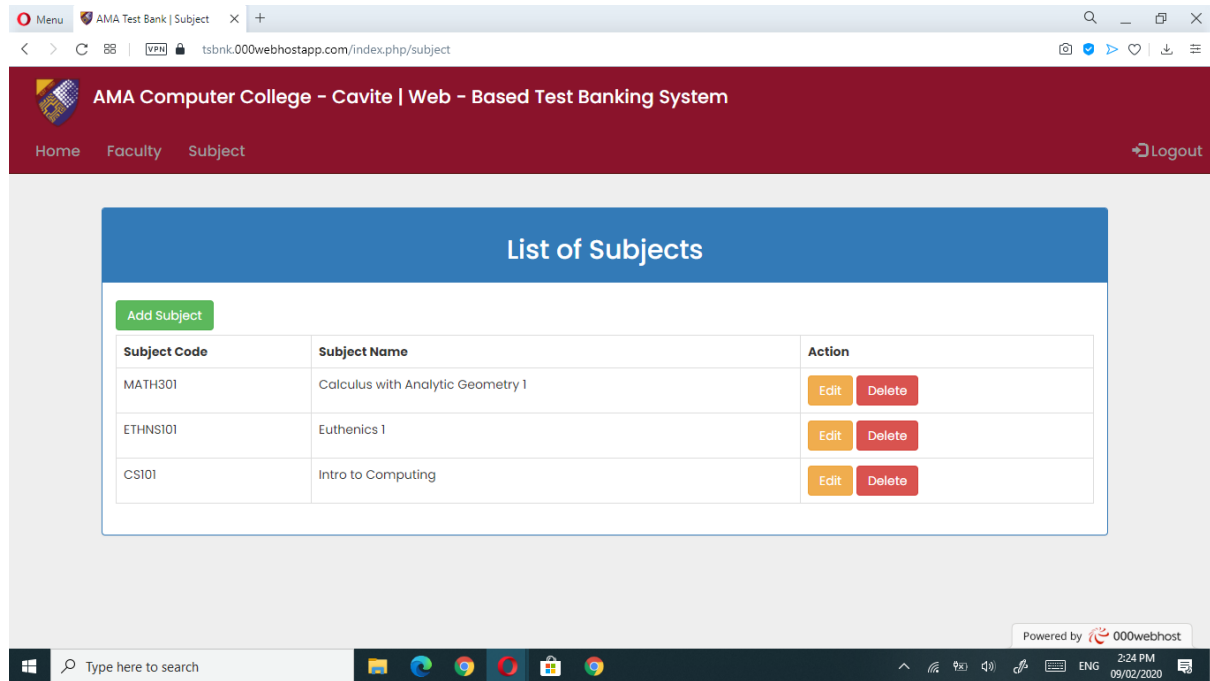 Menu AMA Test Bank | Subject
VPN tsbnk.000webhostapp.com/index.php/subject
AMA Computer College - Cavite | Web - Based Test Banking System
Home Faculty Subject Logout
List of Subjects
Add Subject
Subject Code Subject Name Action
MATH301 Calculus with Analytic Geometry 1 Edit Delete
ETHNS101 Euthenics 1 Edit Delete
CS101 Intro to Computing Edit Delete
Powered by 000webhost
Type here to search ENG 2:24 PM
09/02/2020